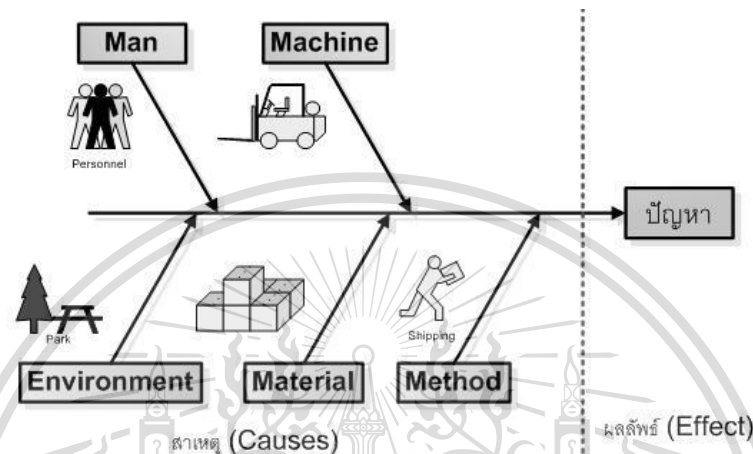 Man
Machine
Personnel
ปัญหา
Park
Shipping
Environment
Material
Method
สาเหตุ (Causes)
ผลลัพธ์ (Effect)